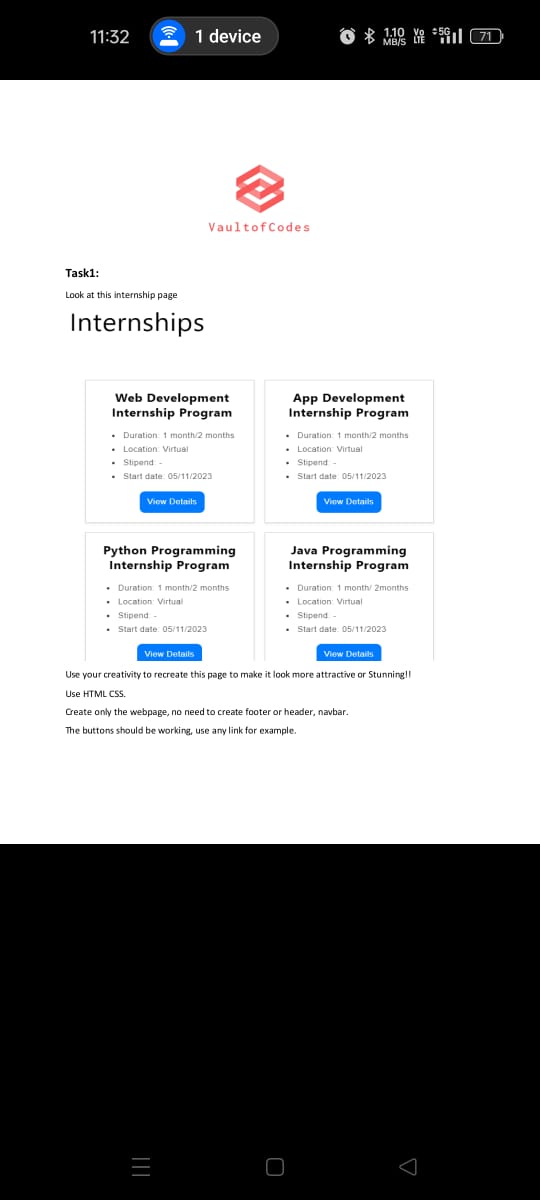 11:32
1 device
1.10 MB/S
Vo LTE
5G
71
VaultofCodes
Task1:
Look at this internship page
Internships
Web Development
Internship Program
• Duration: 1 month/2 months
• Location: Virtual
• Stipend: -
• Start date: 05/11/2023
View Details
App Development
Internship Program
• Duration: 1 month/2 months
• Location: Virtual
• Stipend: -
• Start date: 05/11/2023
View Details
Python Programming
Internship Program
• Duration: 1 month/2 months
• Location: Virtual
• Stipend: -
• Start date: 05/11/2023
View Details
Java Programming
Internship Program
• Duration: 1 month/ 2months
• Location: Virtual
• Stipend: -
• Start date: 05/11/2023
View Details
Use your creativity to recreate this page to make it look more attractive or Stunning!!
Use HTML CSS.
Create only the webpage, no need to create footer or header, navbar.
The buttons should be working, use any link for example.